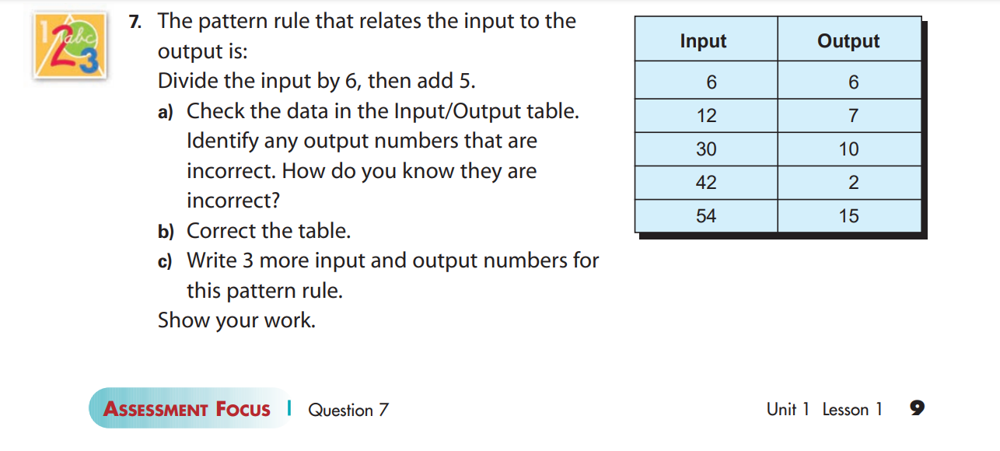 1 abc
2 3
7. The pattern rule that relates the input to the
output is:
Divide the input by 6, then add 5.
a) Check the data in the Input/Output table.
Identify any output numbers that are
incorrect. How do you know they are
incorrect?
b) Correct the table.
c) Write 3 more input and output numbers for
this pattern rule.
Show your work.
Input Output
6 6
12 7
30 10
42 2
54 15
ASSESSMENT FOCUS | Question 7
Unit 1 Lesson 1 9